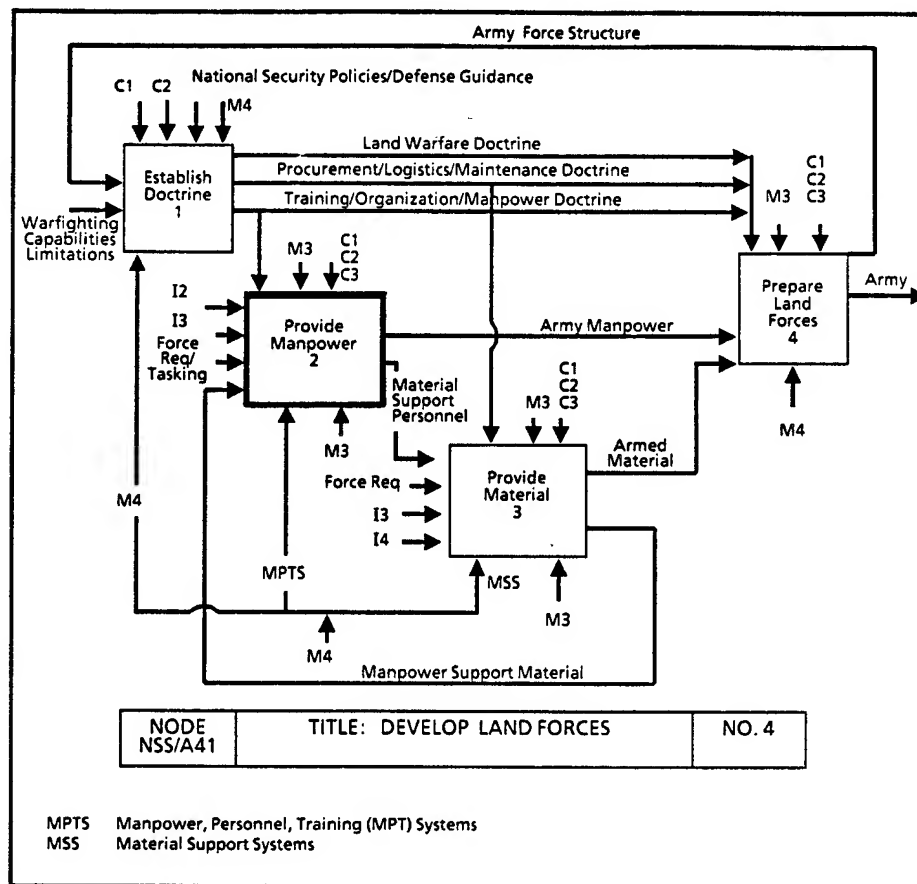 Army Force Structure
National Security Policies/Defense Guidance
C1
C2
M4
Land Warfare Doctrine
Establish
Doctrine
1
Procurement/Logistics/Maintenance Doctrine
Training/Organization/Manpower Doctrine
Warfighting
Capabilities
Limitations
M3
C1
C2
C3
M3
C1
C2
C3
Prepare
Land
Forces
4
Army
I2
I3
Force
Req/
Tasking
Provide
Manpower
2
Army Manpower
Material
Support
Personnel
M3
M3
C1
C2
C3
M4
Armed
Material
Force Req
I3
I4
Provide
Material
3
M4
MPTS
MSS
M3
M4
Manpower Support Material
NODE
NSS/A41
TITLE: DEVELOP LAND FORCES
NO. 4
MPTS Manpower, Personnel, Training (MPT) Systems
MSS Material Support Systems